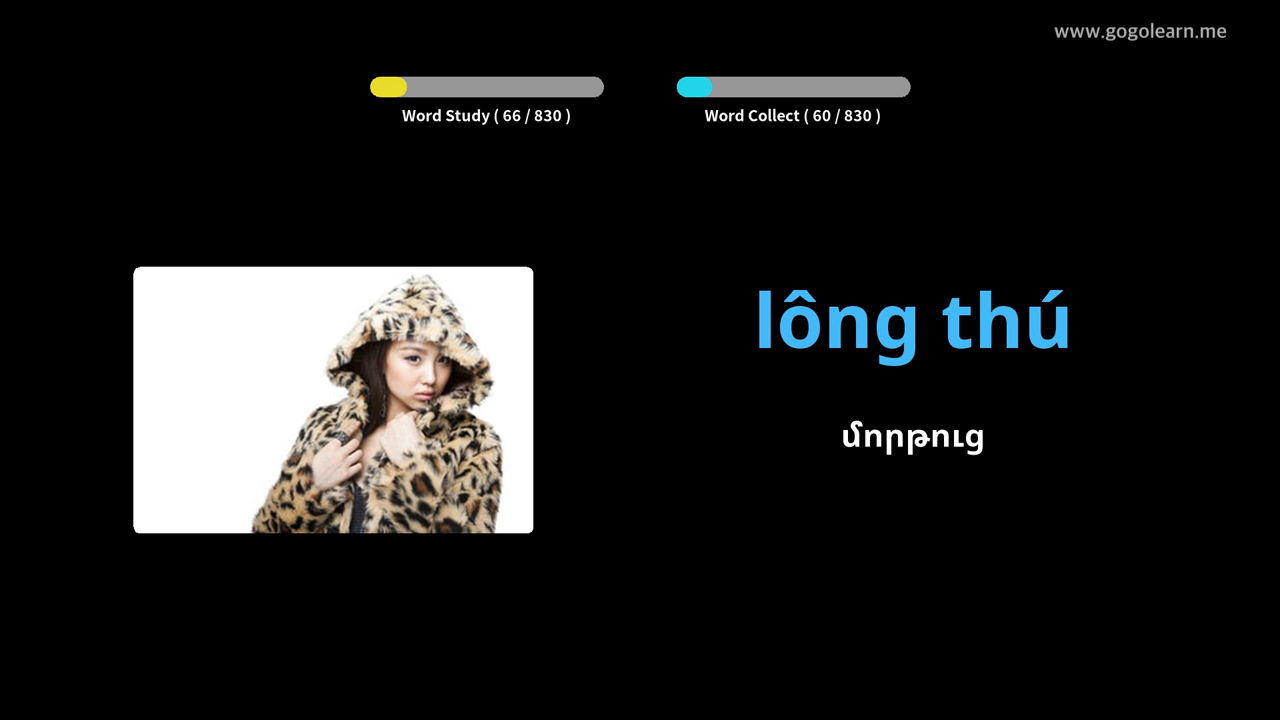 www.gogolearn.me
Word Study ( 66 / 830 )
Word Collect ( 60 / 830 )
lông thú
մորթուց